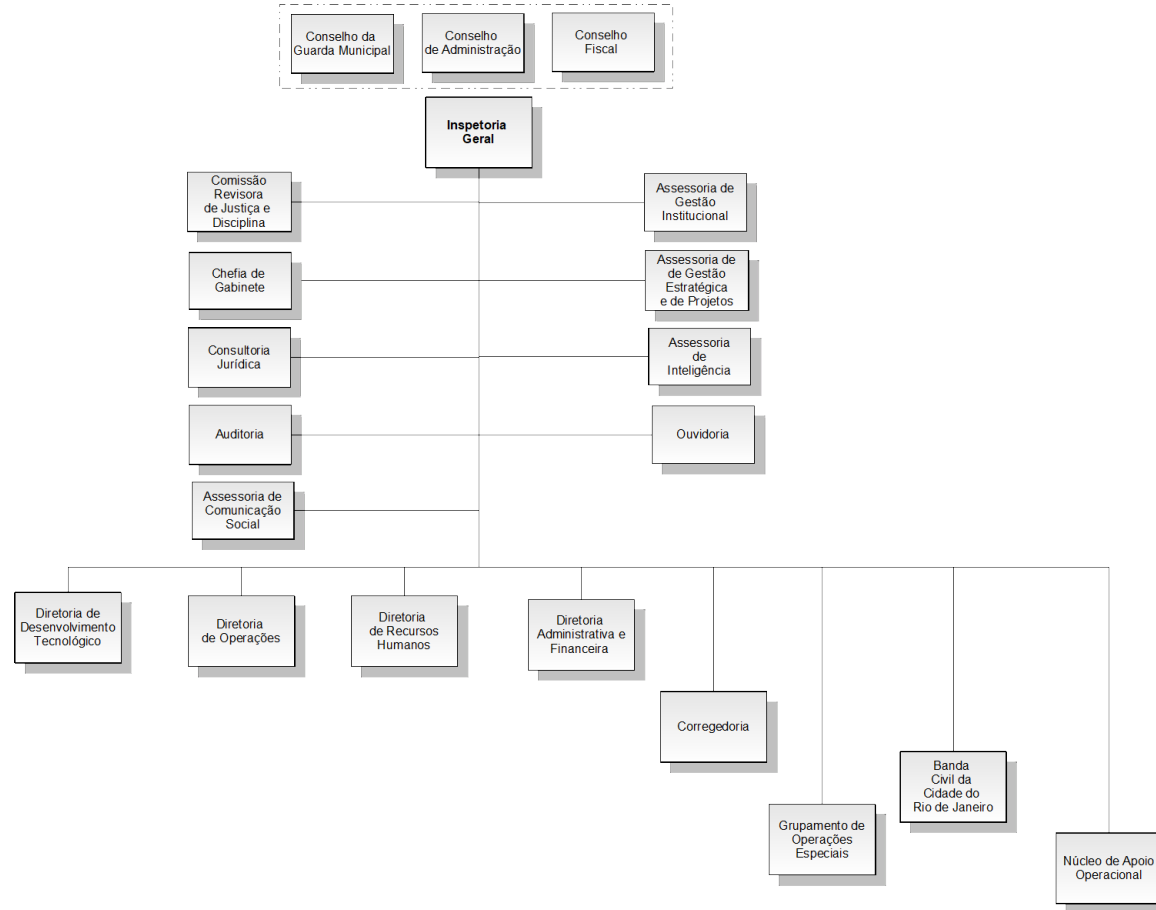 Conselho da
Guarda Municipal
Conselho
de Administração
Conselho
Fiscal
Inspetoria
Geral
Comissão
Revisora
de Justiça e
Disciplina
Assessoria de
Gestão
Institucional
Chefia de
Gabinete
Assessoria de
de Gestão
Estratégica
e de Projetos
Consultoria
Jurídica
Assessoria
de
Inteligência
Auditoria
Ouvidoria
Assessoria de
Comunicação
Social
Diretoria de
Desenvolvimento
Tecnológico
Diretoria
de Operações
Diretoria
de Recursos
Humanos
Diretoria
Administrativa e
Financeira
Corregedoria
Grupamento de
Operações
Especiais
Banda
Civil da
Cidade do
Rio de Janeiro
Núcleo de Apoio
Operacional